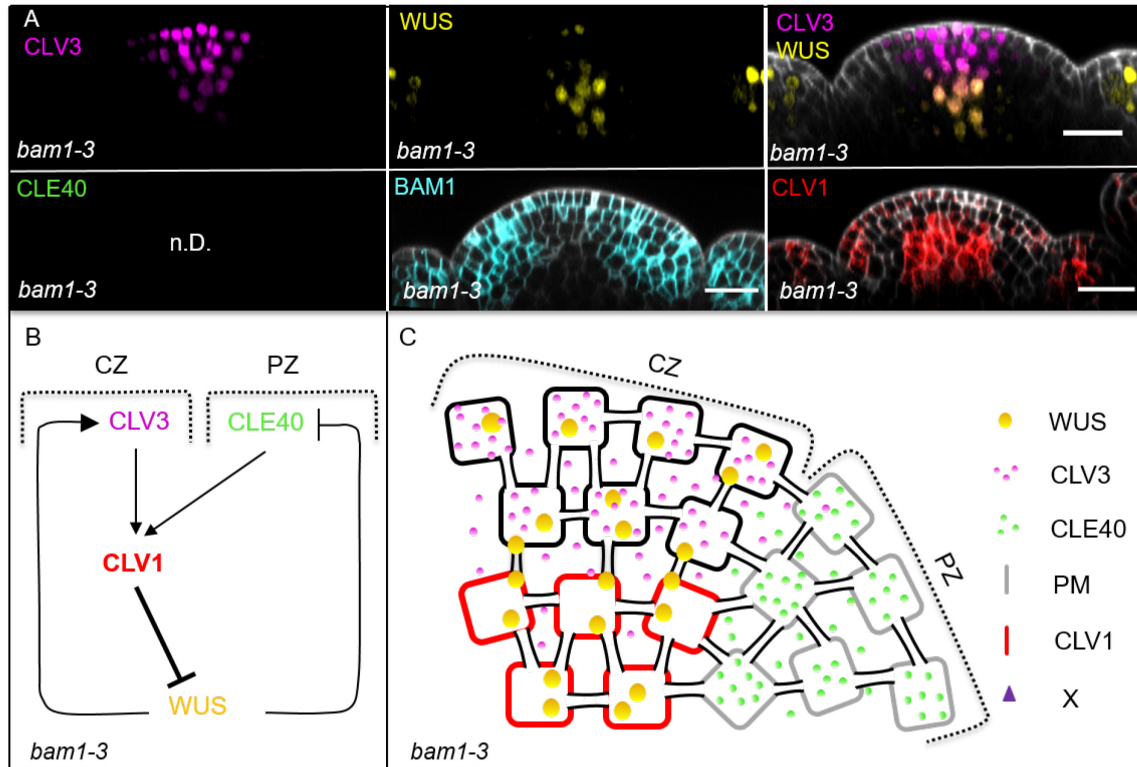 A
CLV3
bam1-3
WUS
bam1-3
CLV3
WUS
bam1-3
CLE40
n.D.
bam1-3
BAM1
bam1-3
CLV1
bam1-3
B
CZ
PZ
CLV3
CLE40
CLV1
WUS
bam1-3
C
CZ
PZ
WUS
CLV3
CLE40
PM
CLV1
X
bam1-3